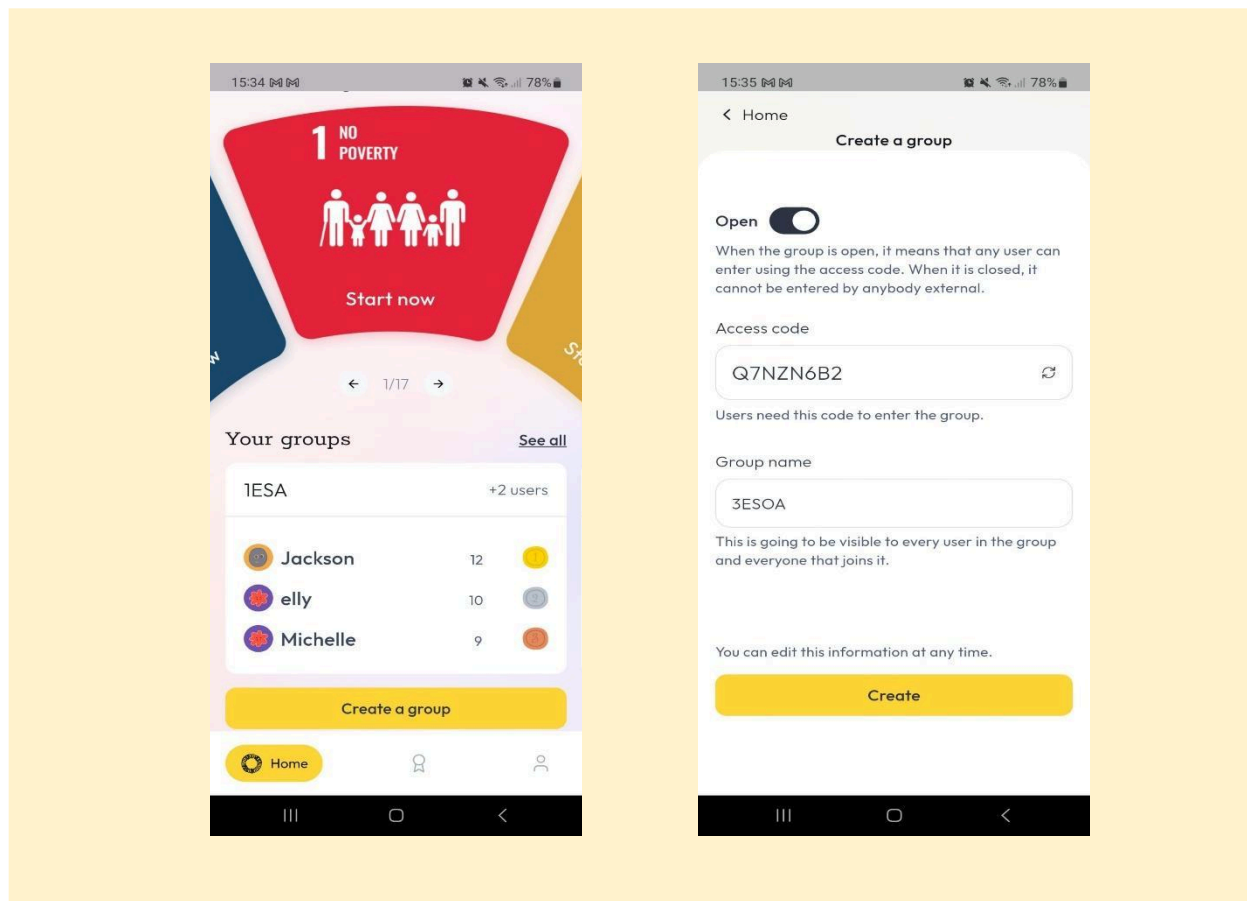 15:34
78%
1 NO
POVERTY
Start now
1/17
Your groups See all
1ESA +2 users
Jackson 12 1
elly 10 2
Michelle 9 3
Create a group
Home
15:35
78%
Home
Create a group
Open
When the group is open, it means that any user can
enter using the access code. When it is closed, it
cannot be entered by anybody external.
Access code
Q7NZN6B2
Users need this code to enter the group.
Group name
3ESOA
This is going to be visible to every user in the group
and everyone that joins it.
You can edit this information at any time.
Create